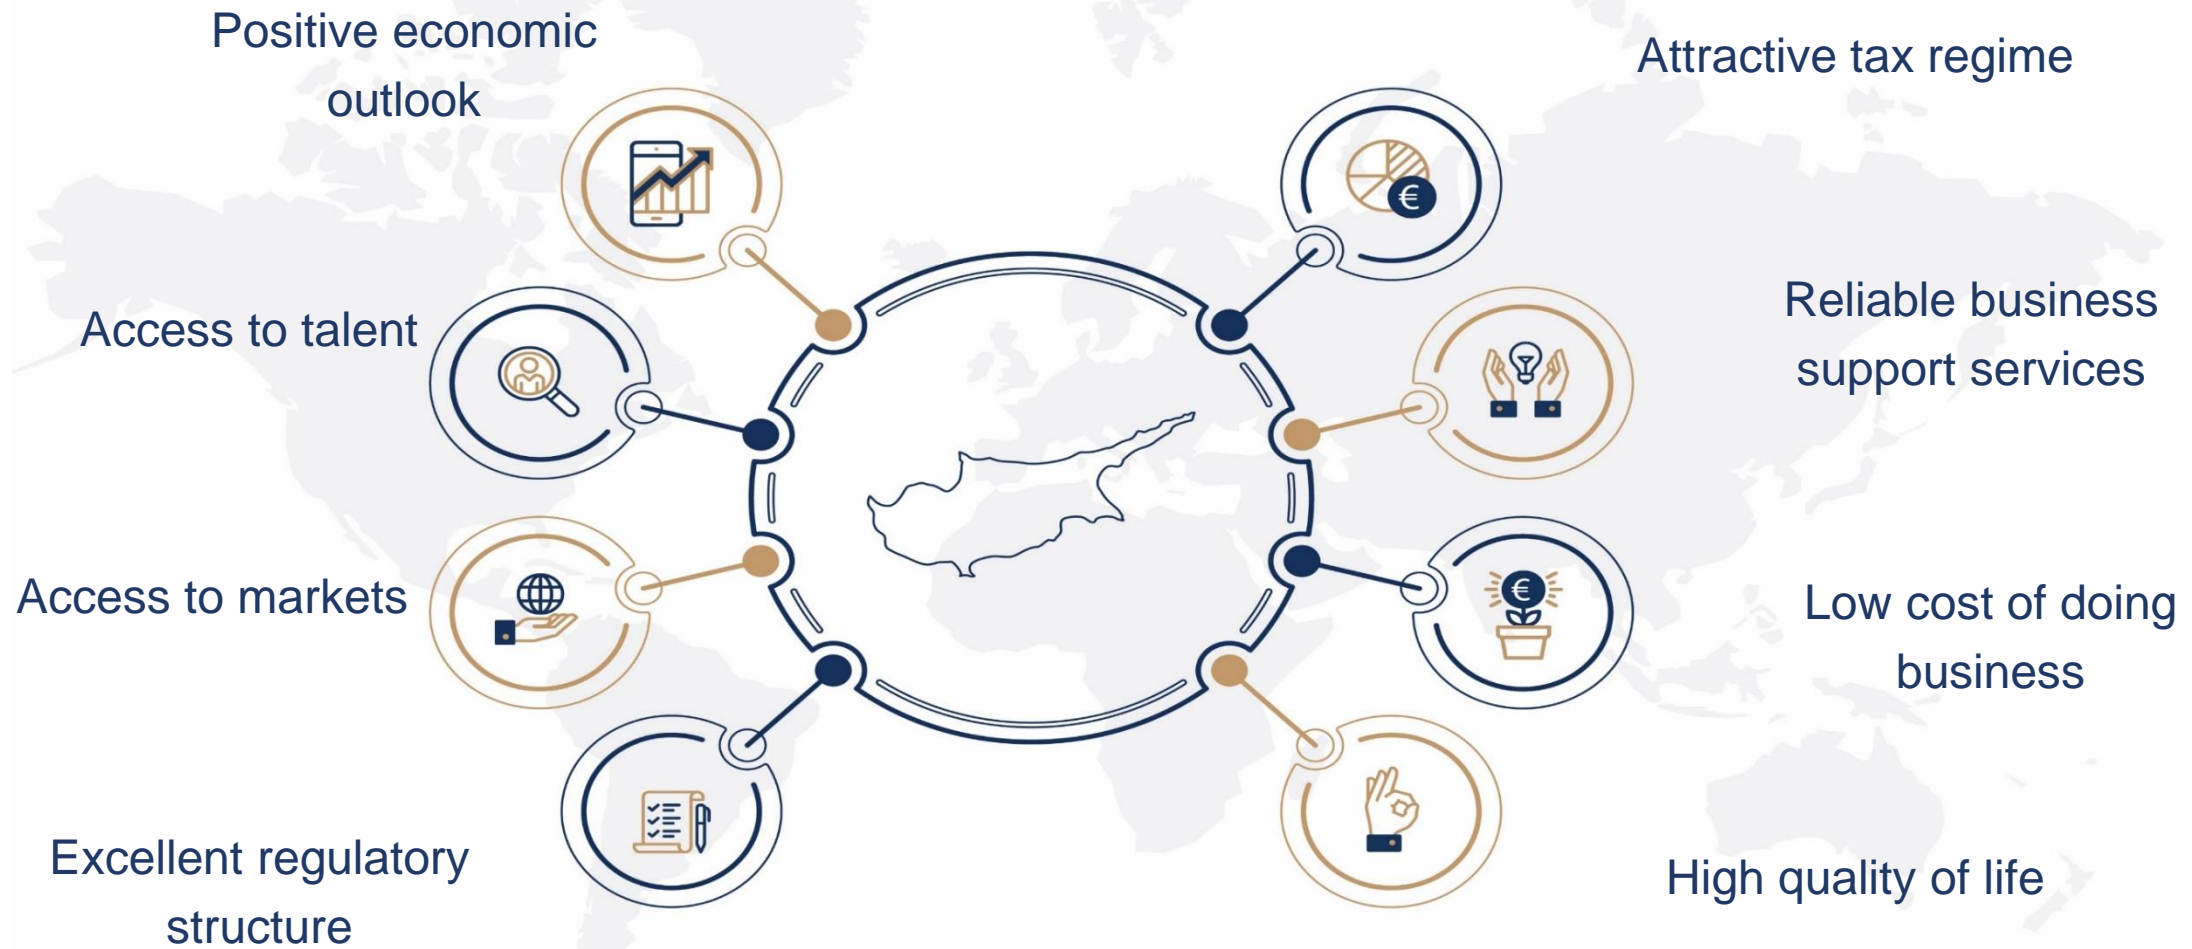 Positive economic
outlook
Attractive tax regime
Access to talent
Reliable business
support services
Access to markets
Low cost of doing
business
Excellent regulatory
structure
High quality of life
€
€